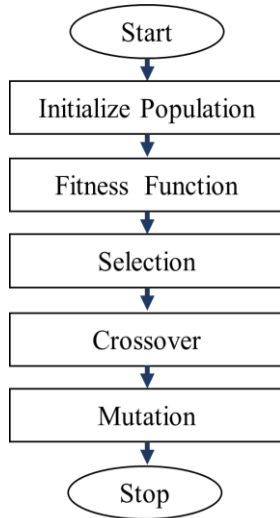 Start
Initialize Population
Fitness Function
Selection
Crossover
Mutation
Stop